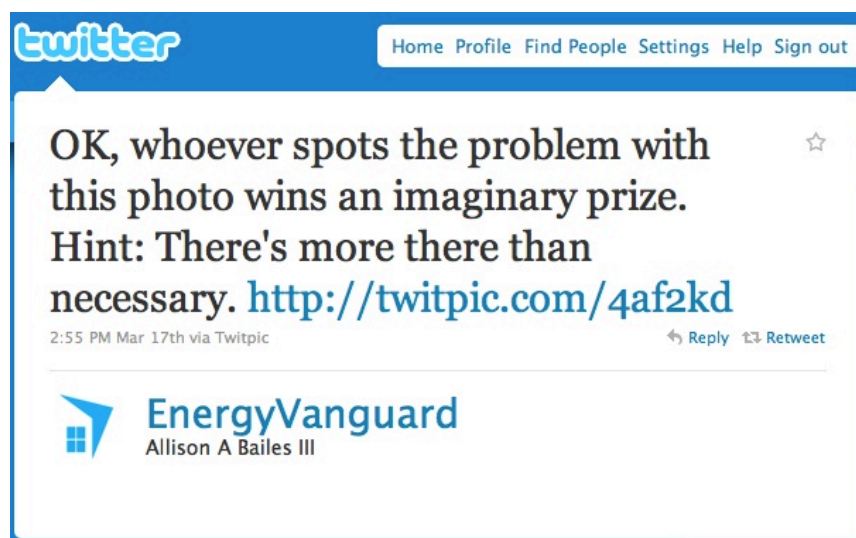 twitter
Home Profile Find People Settings Help Sign out
OK, whoever spots the problem with
this photo wins an imaginary prize.
Hint: There's more there than
necessary. http://twitpic.com/4af2kd
2:55 PM Mar 17th via Twitpic Reply Retweet
EnergyVanguard
Allison A Bailes III